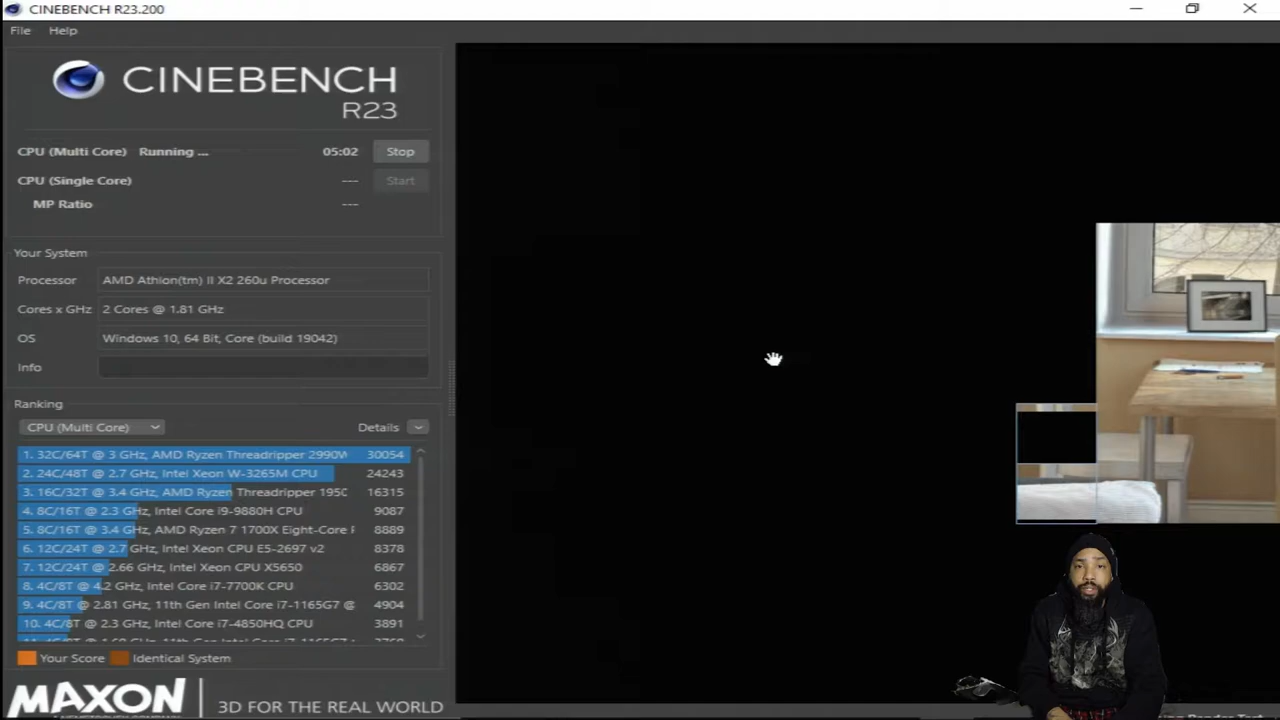 CINEBENCH R23.200
File Help
CINEBENCH
R23
CPU (Multi Core) Running ... 05:02 Stop
CPU (Single Core) --- Start
MP Ratio ---
Your System
Processor AMD Athlon(tm) II X2 260u Processor
Cores x GHz 2 Cores @ 1.81 GHz
OS Windows 10, 64 Bit, Core (build 19042)
Info
Ranking
CPU (Multi Core) Details
1. 32C/64T @ 3 GHz, AMD Ryzen Threadripper 2990W 30054
2. 24C/48T @ 2.7 GHz, Intel Xeon W-3265M CPU 24243
3. 16C/32T @ 3.4 GHz, AMD Ryzen Threadripper 195 16315
4. 8C/16T @ 2.3 GHz, Intel Core i9-9880H CPU 9087
5. 8C/16T @ 3.4 GHz, AMD Ryzen 7 1700X Eight-Core 8889
6. 12C/24T @ 2.7 GHz, Intel Xeon CPU E5-2697 v2 8378
7. 12C/24T @ 2.66 GHz, Intel Xeon CPU X5650 6867
8. 4C/8T @ 4.2 GHz, Intel Core i7-7700K CPU 6302
9. 4C/8T @ 2.81 GHz, 11th Gen Intel Core i7-1165G7 @ 4904
10. 4C/8T @ 2.3 GHz, Intel Core i7-4850HQ CPU 3891
Your Score Identical System
MAXON 3D FOR THE REAL WORLD